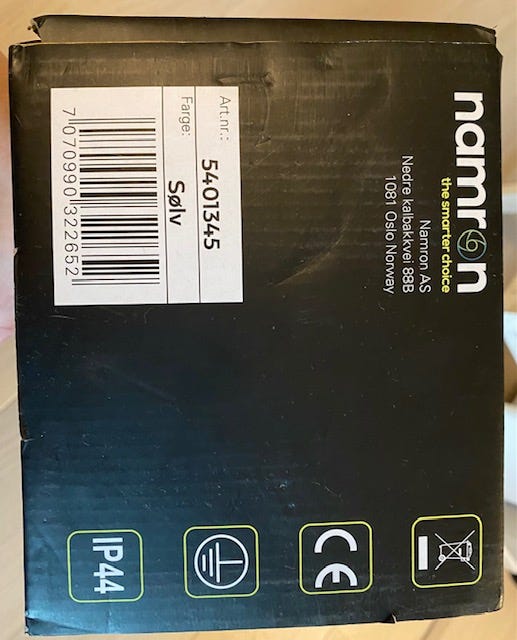 namron
the smarter choice
Namron AS
Nedre kalbakkvei 88B
1081 Oslo Norway
Art.nr.: 5401345
Farge: Sølv
7 070990 322652
CE
IP44